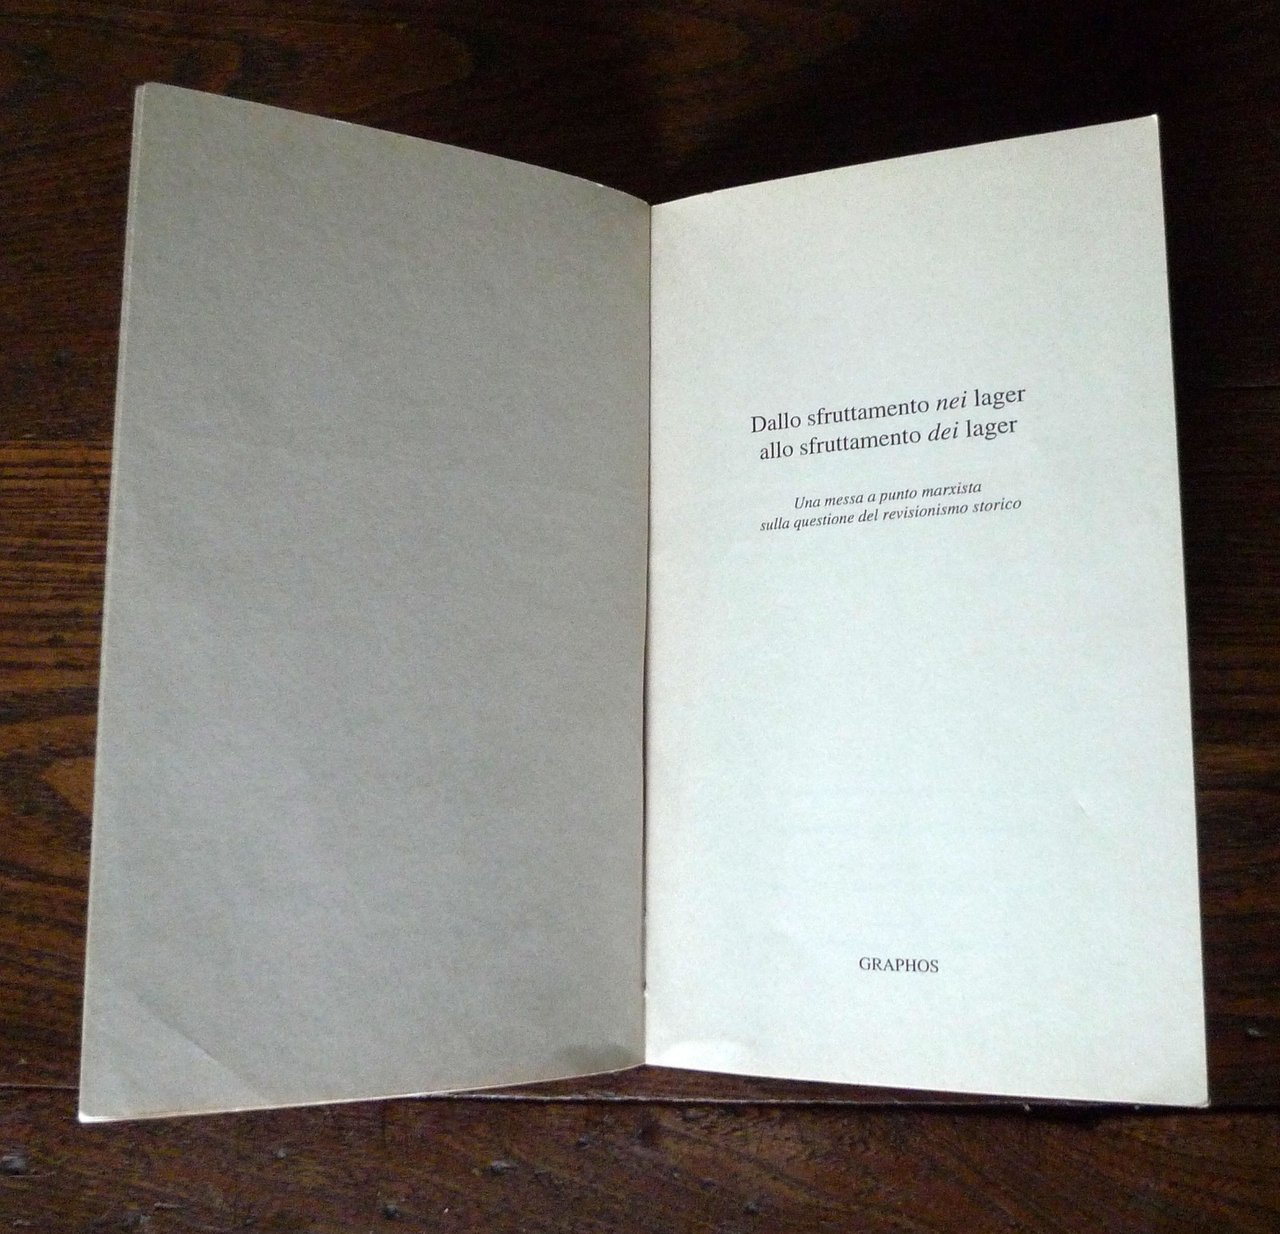 Dallo sfruttamento nei lager
allo sfruttamento dei lager
Una messa a punto marxista
sulla questione del revisionismo storico
GRAPHOS